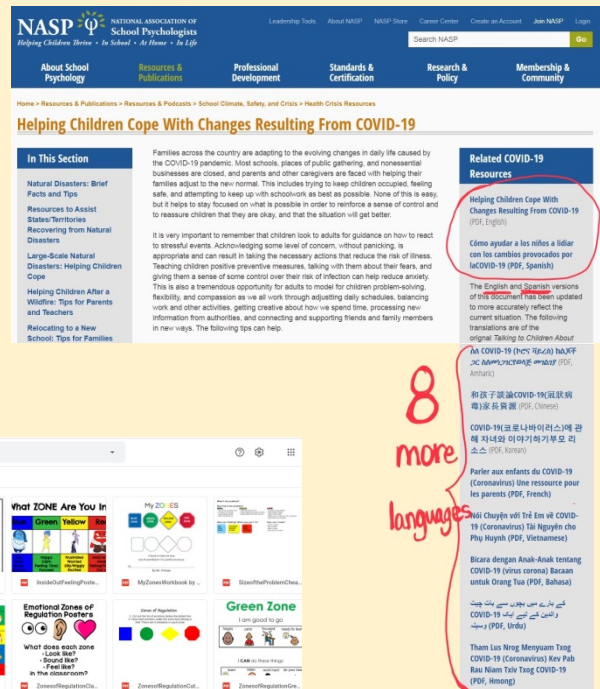 NASP
NATIONAL ASSOCIATION OF
School Psychologists
Helping Children Thrive • In School • At Home • In Life
Leadership Tools About NASP NASP Store Career Center Create an Account Join NASP Login
Search NASP
Go
About School Psychology
Resources & Publications
Professional Development
Standards & Certification
Research & Policy
Membership & Community
Home > Resources & Publications > Resources & Podcasts > School Climate, Safety, and Crisis > Health Crisis Resources
Helping Children Cope With Changes Resulting From COVID-19
In This Section
Natural Disasters: Brief
Facts and Tips
Resources to Assist
States/Territories
Recovering from Natural
Disasters
Large-Scale Natural
Disasters: Helping Children
Cope
Helping Children After a
Wildfire: Tips for Parents
and Teachers
Relocating to a New
School: Tips for Families
Families across the country are adapting to the evolving changes in daily life caused by
the COVID-19 pandemic. Most schools, places of public gathering, and nonessential
businesses are closed, and parents and other caregivers are faced with helping their
families adjust to the new normal. This includes trying to keep children occupied, feeling
safe, and attempting to keep up with schoolwork as best as possible. None of this is easy,
but it helps to stay focused on what is possible in order to reinforce a sense of control and
to reassure children that they are okay, and that the situation will get better.
It is very important to remember that children look to adults for guidance on how to react
to stressful events. Acknowledging some level of concern, without panicking, is
appropriate and can result in taking the necessary actions that reduce the risk of illness.
Teaching children positive preventive measures, talking with them about their fears, and
giving them a sense of some control over their risk of infection can help reduce anxiety.
This is also a tremendous opportunity for adults to model for children problem-solving,
flexibility, and compassion as we all work through adjusting daily schedules, balancing
work and other activities, getting creative about how we spend time, processing new
information from authorities, and connecting and supporting friends and family members
in new ways. The following tips can help.
Related COVID-19
Resources
Helping Children Cope With
Changes Resulting From COVID-19
(PDF, English)
Cómo ayudar a los niños a lidiar
con los cambios provocados por
laCOVID-19 (PDF, Spanish)
The English and Spanish versions
of this document has been updated
to more accurately reflect the
current situation. The following
translations are of the
orignal Talking to Children About
ስለ COVID-19
(PDF,
Amharic)
和孩子談論COVID-19(冠狀病
毒)家長資源 (PDF, Chinese)
COVID-19(코로나바이러스)에 관
해 자녀와 이야기하기부모 리
소스 (PDF, Korean)
Parler aux enfants du COVID-19
(Coronavirus) Une ressource pour
les parents (PDF, French)
Nói Chuyện với Trẻ Em về COVID-
19 (Coronavirus) Tài Nguyên cho
Phụ Huynh (PDF, Vietnamese)
Bicara dengan Anak-Anak tentang
COVID-19 (virus corona) Bacaan
untuk Orang Tua (PDF, Bahasa)
کے بارے میں بچوں سے بات چیت
COVID-19 والدین کے لیے ایک
وسیلہ (PDF, Urdu)
Tham Lus Nrog Menyuam Txog
COVID-19 (Coronavirus) Kev Pab
Rau Niam Txiv Txog COVID-19
(PDF, Hmong)
8
more
languages
What ZONE Are You In
Blue Green Yellow Red
InsideOutFeelingPoste...
My ZONES
MyZonesWorkbook by ...
SizeoftheProblemChea...
Emotional Zones of
Regulation Posters
What does each zone
- Look like?
- Sound like?
- Feel like?
in the classroom?
ZonesofRegulationCla...
Zones of Regulation
ZonesofRegulationCut...
Green Zone
I am good to go
I CAN do these things:
ZonesofRegulationGre...